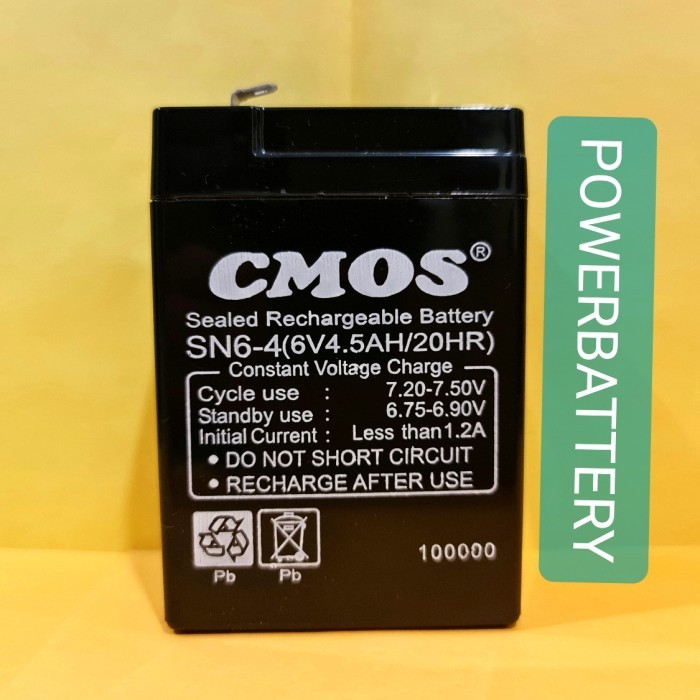 CMOS®
Sealed Rechargeable Battery
SN6-4(6V4.5AH/20HR)
Constant Voltage Charge
Cycle use : 7.20-7.50V
Standby use : 6.75-6.90V
Initial Current : Less than 1.2A
• DO NOT SHORT CIRCUIT
• RECHARGE AFTER USE
Pb Pb
100000
POWERBATTERY